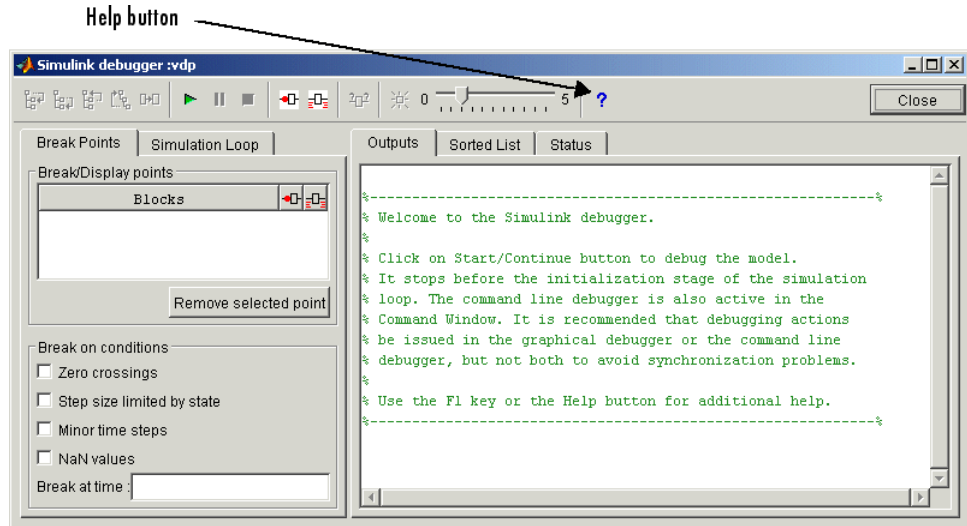 Help button
Simulink debugger :vdp
0 5 ? Close
Break Points Simulation Loop
Break/Display points
Blocks
Remove selected point
Break on conditions
Zero crossings
Step size limited by state
Minor time steps
NaN values
Break at time :
Outputs Sorted List Status
%----------------------------------------------------------------%
% Welcome to the Simulink debugger.
%
% Click on Start/Continue button to debug the model.
% It stops before the initialization stage of the simulation
% loop. The command line debugger is also active in the
% Command Window. It is recommended that debugging actions
% be issued in the graphical debugger or the command line
% debugger, but not both to avoid synchronization problems.
%
% Use the F1 key or the Help button for additional help.
%----------------------------------------------------------------%